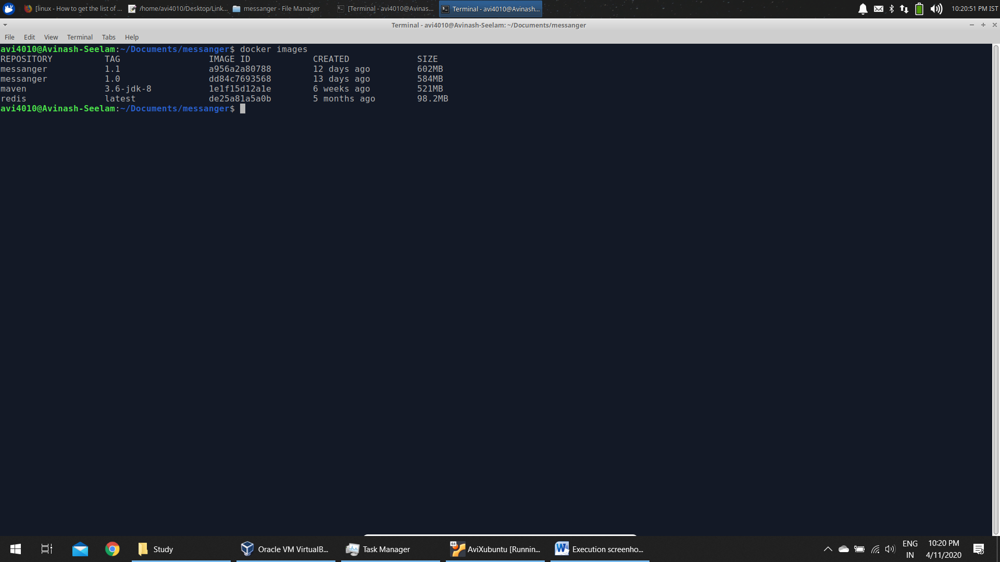 [linux - How to get the list of ... /home/avi4010/Desktop/Link... messanger - File Manager [Terminal - avi4010@Avinas... Terminal - avi4010@Avinash... 10:20:51 PM IST
Terminal - avi4010@Avinash-Seelam: ~/Documents/messanger
File Edit View Terminal Tabs Help
avi4010@Avinash-Seelam:~/Documents/messanger$ docker images
REPOSITORY TAG IMAGE ID CREATED SIZE
messanger 1.1 a956a2a80788 12 days ago 602MB
messanger 1.0 dd84c7693568 13 days ago 584MB
maven 3.6-jdk-8 1e1f15d12a1e 6 weeks ago 521MB
redis latest de25a81a5a0b 5 months ago 98.2MB
avi4010@Avinash-Seelam:~/Documents/messanger$
Study Oracle VM VirtualB... Task Manager 64 AviXubuntu [Runnin... Execution screensho... ENG 10:20 PM
IN 4/11/2020